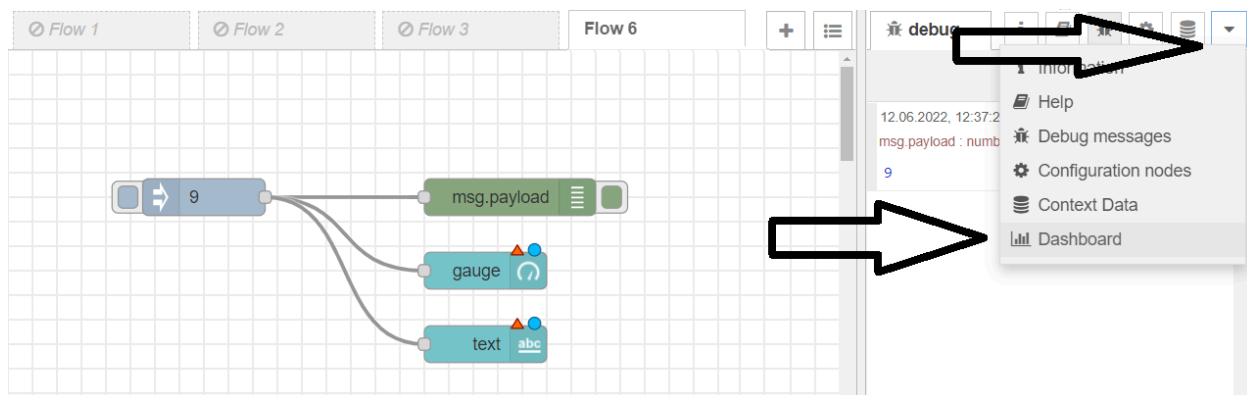 Flow 1
Flow 2
Flow 3
Flow 6
debug
Information
Help
12.06.2022, 12:37:2
Debug messages
msg.payload : numb
9
Configuration nodes
9
msg.payload
Context Data
Dashboard
gauge
text
abc